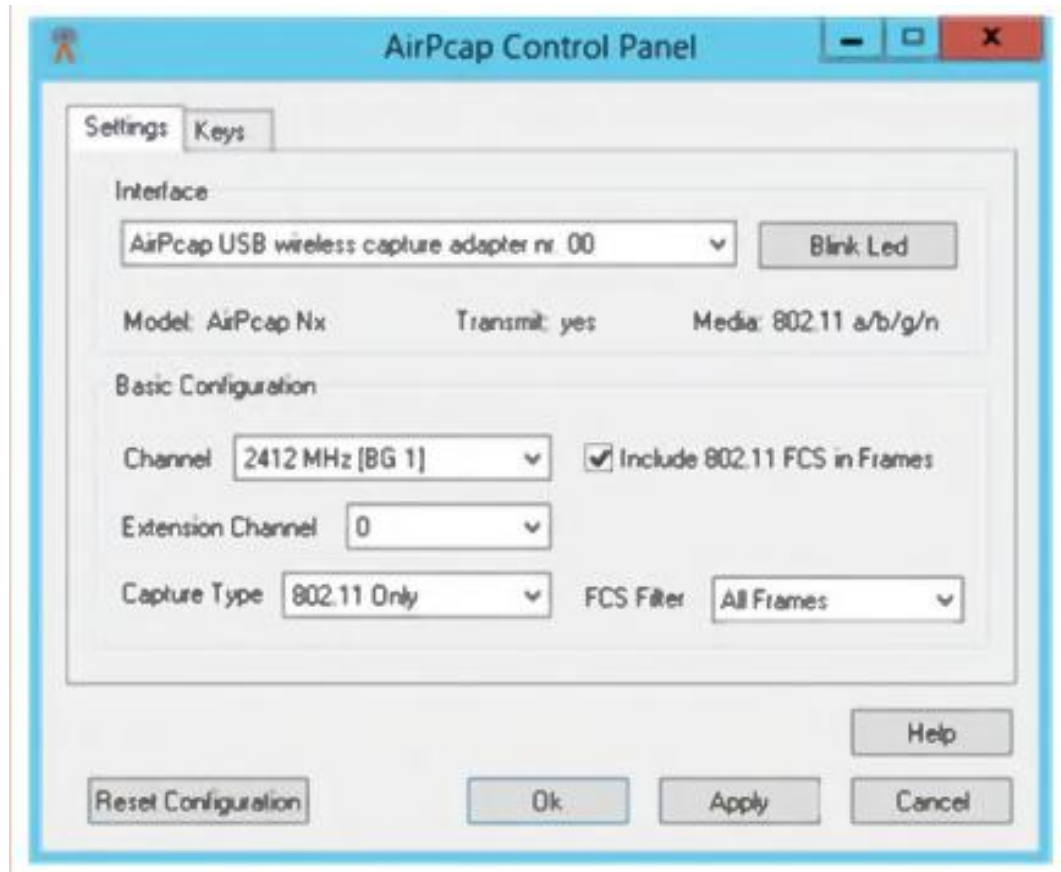 AirPcap Control Panel
Settings Keys
Interface
AirPcap USB wireless capture adapter nr. 00 Blink Led
Model: AirPcap Nx Transmit: yes Media: 802.11 a/b/g/n
Basic Configuration
Channel 2412 MHz [BG 1] Include 802.11 FCS in Frames
Extension Channel 0
Capture Type 802.11 Only FCS Filter All Frames
Help
Reset Configuration Ok Apply Cancel